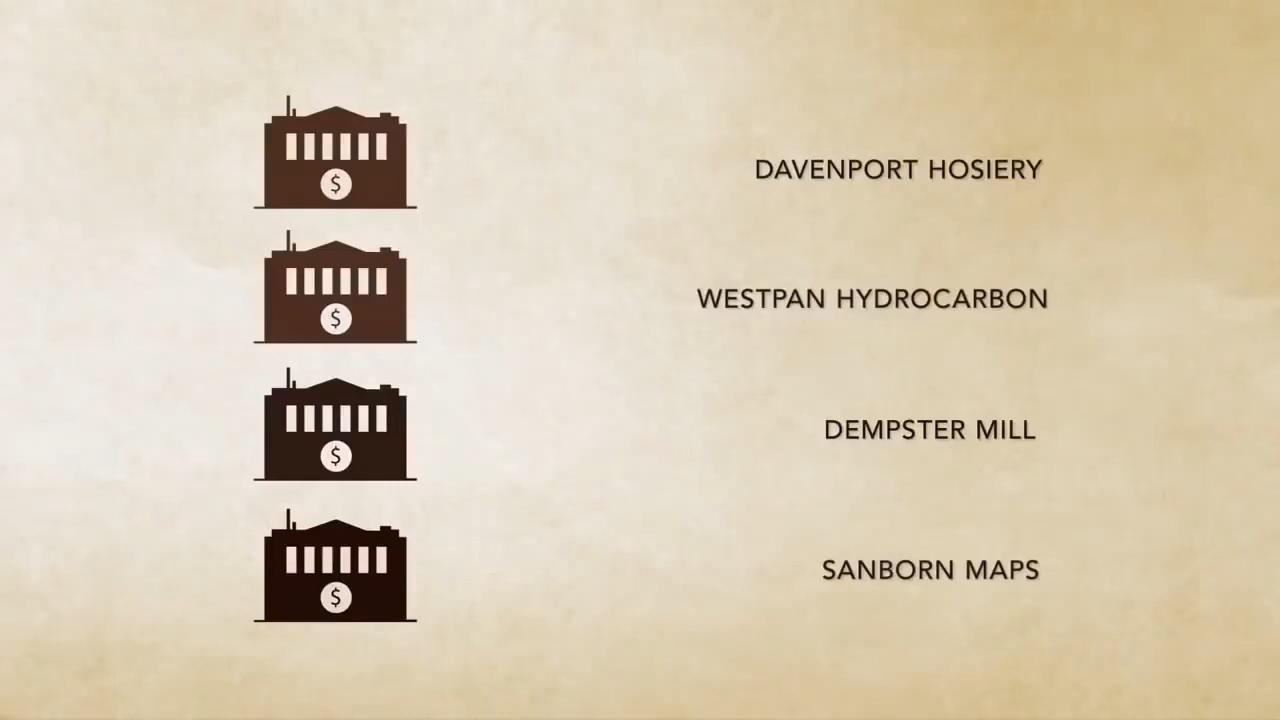 $
DAVENPORT HOSIERY
$
WESTPAN HYDROCARBON
$
DEMPSTER MILL
$
SANBORN MAPS